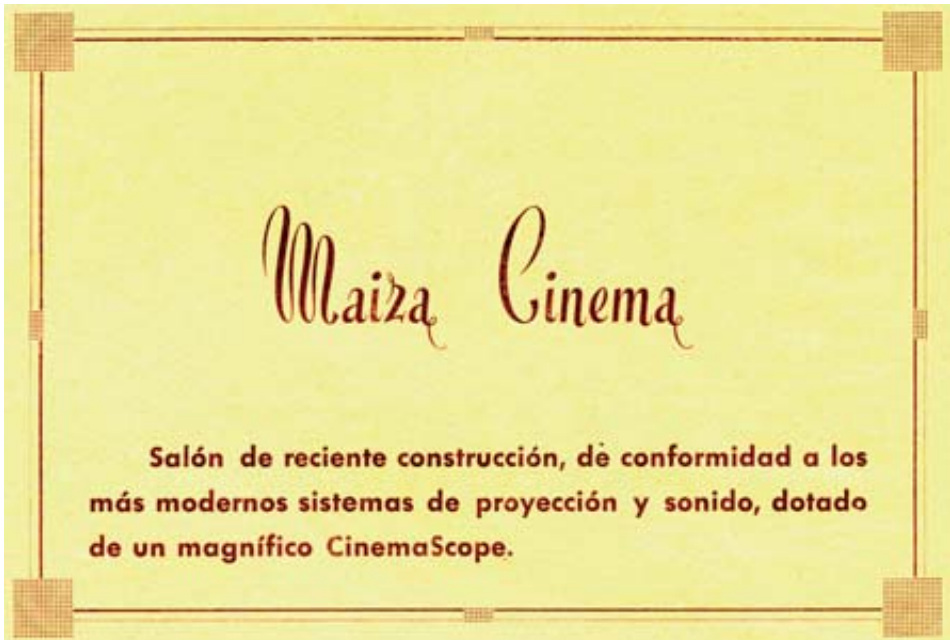 Maiza Cinema
Salón de reciente construcción, de conformidad a los
más modernos sistemas de proyección y sonido, dotado
de un magnífico CinemaScope.